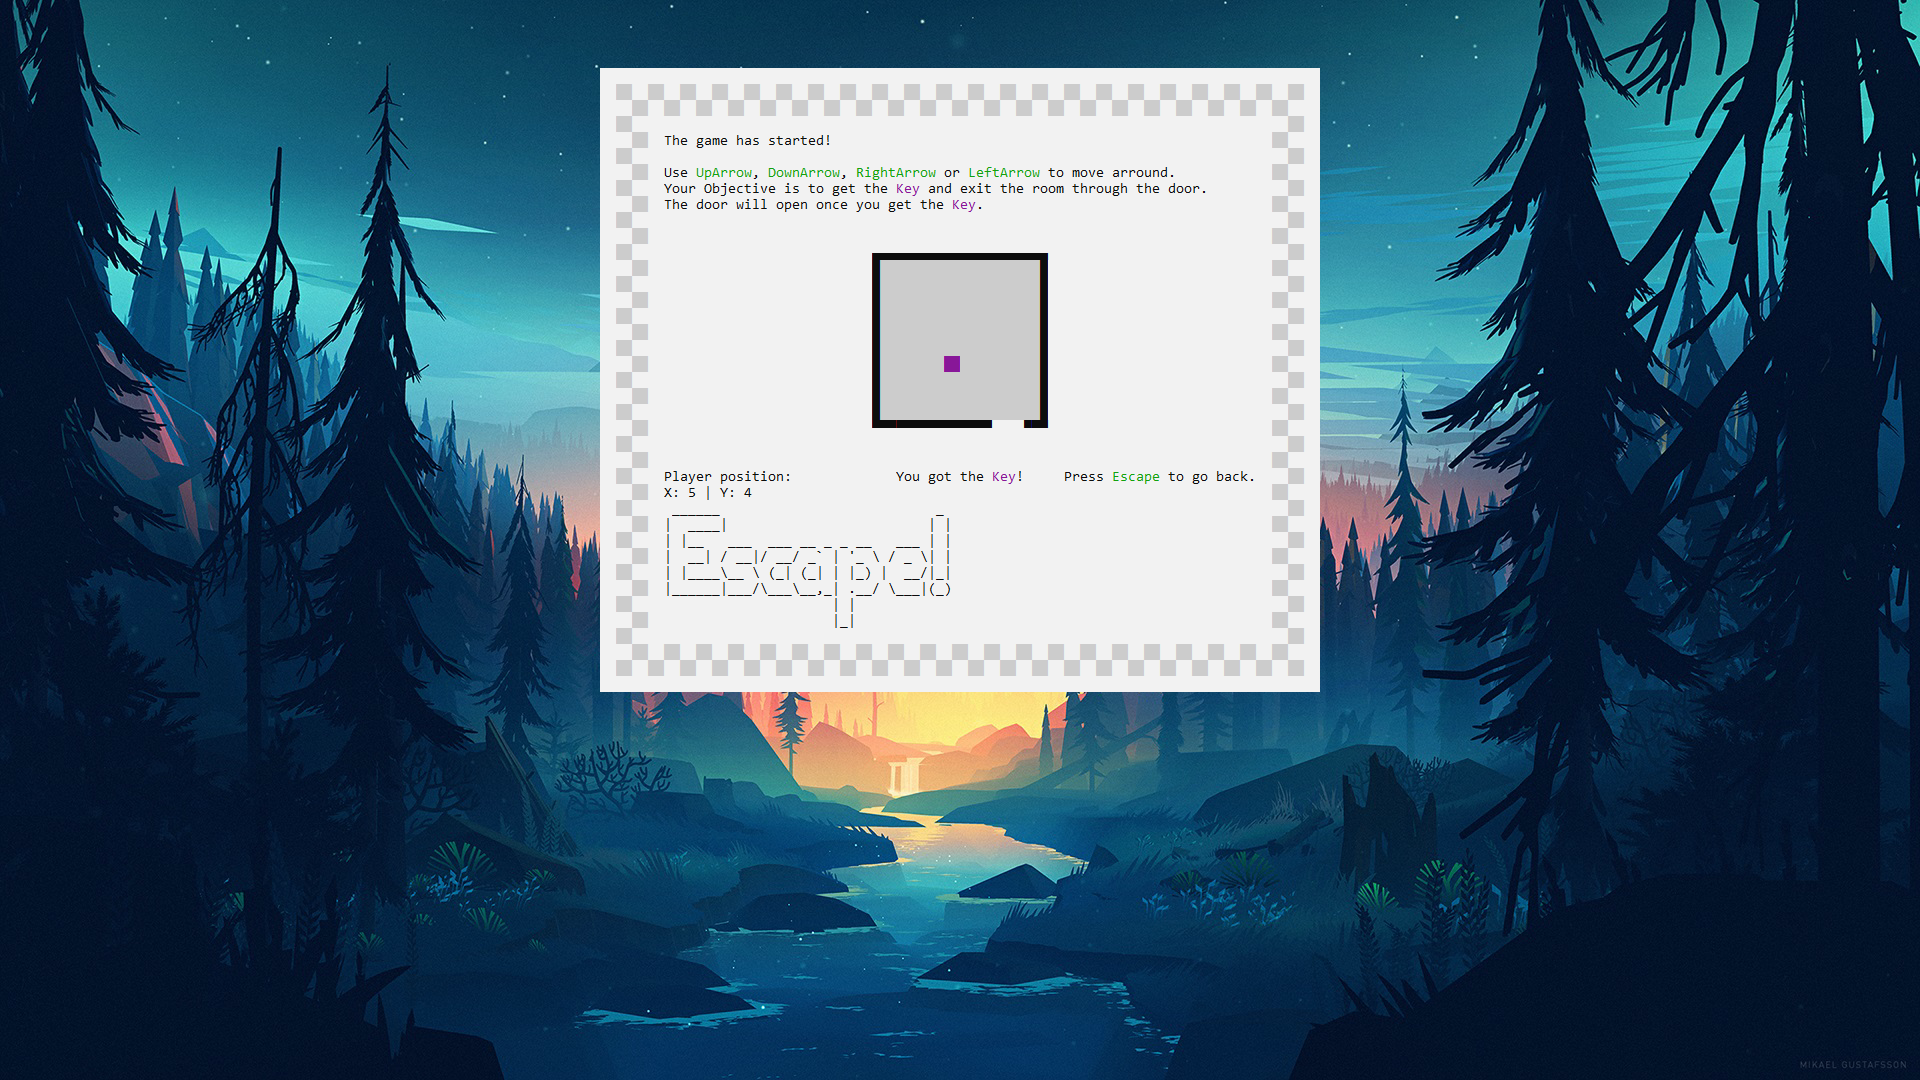 The game has started!
Use UpArrow, DownArrow, RightArrow or LeftArrow to move arround.
Your Objective is to get the Key and exit the room through the door.
The door will open once you get the Key.
Player position:
X: 5 | Y: 4
You got the Key!
Press Escape to go back.
Escape!
MIKAEL GUSTAFSSON